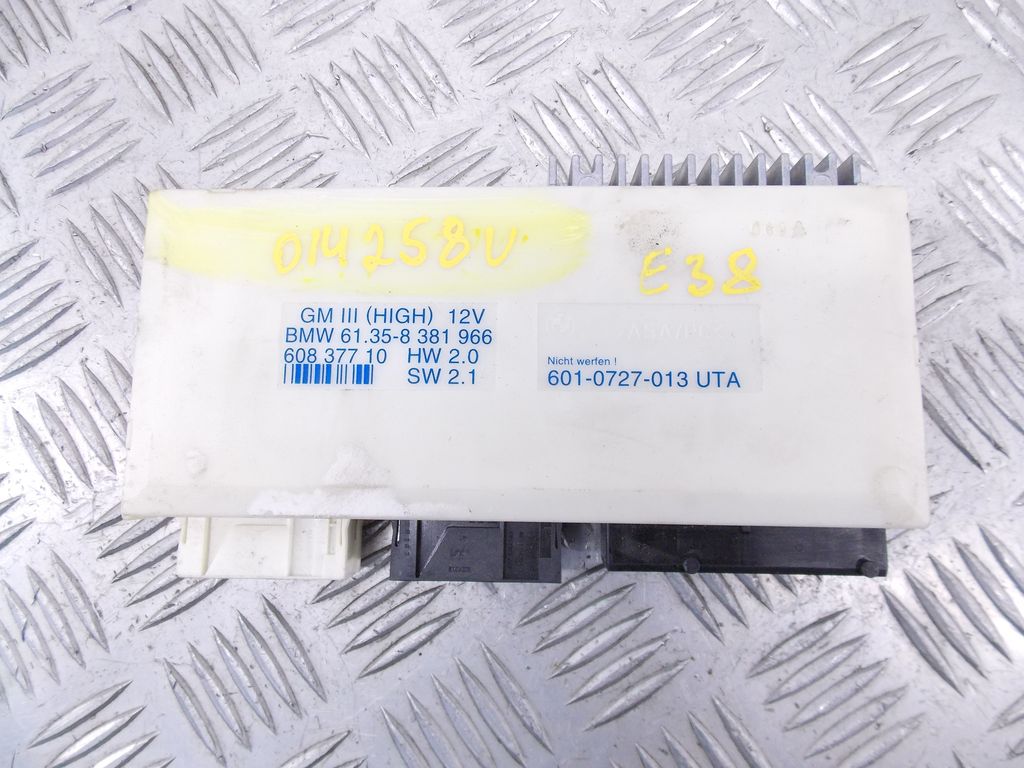 014258U
E38
GM III (HIGH) 12V
BMW 61.35-8 381 966
608 377 10 HW 2.0
SW 2.1
Nicht werfen !
601-0727-013 UTA